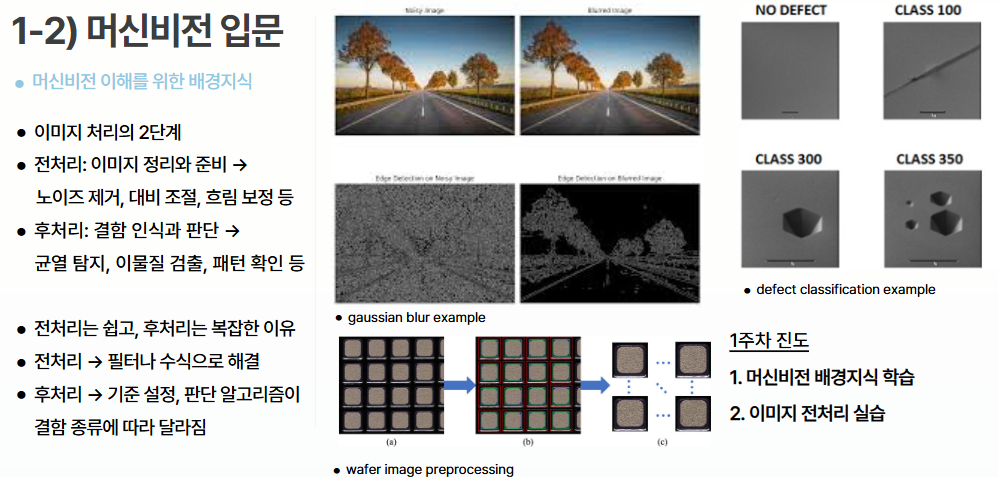 1-2) 머신비전 입문
● 머신비전 이해를 위한 배경지식
● 이미지 처리의 2단계
● 전처리: 이미지 정리와 준비 →
노이즈 제거, 대비 조절, 흐림 보정 등
● 후처리: 결함 인식과 판단 →
균열 탐지, 이물질 검출, 패턴 확인 등
● 전처리는 쉽고, 후처리는 복잡한 이유
● 전처리 → 필터나 수식으로 해결
● 후처리 → 기준 설정, 판단 알고리즘이
결함 종류에 따라 달라짐
Noisy Image
Blurred Image
Edge Detection on Noisy Image
Edge Detection on Blurred Image
● gaussian blur example
(a)
(b)
(c)
● wafer image preprocessing
NO DEFECT
CLASS 100
CLASS 300
CLASS 350
● defect classification example
1주차 진도
1. 머신비전 배경지식 학습
2. 이미지 전처리 실습